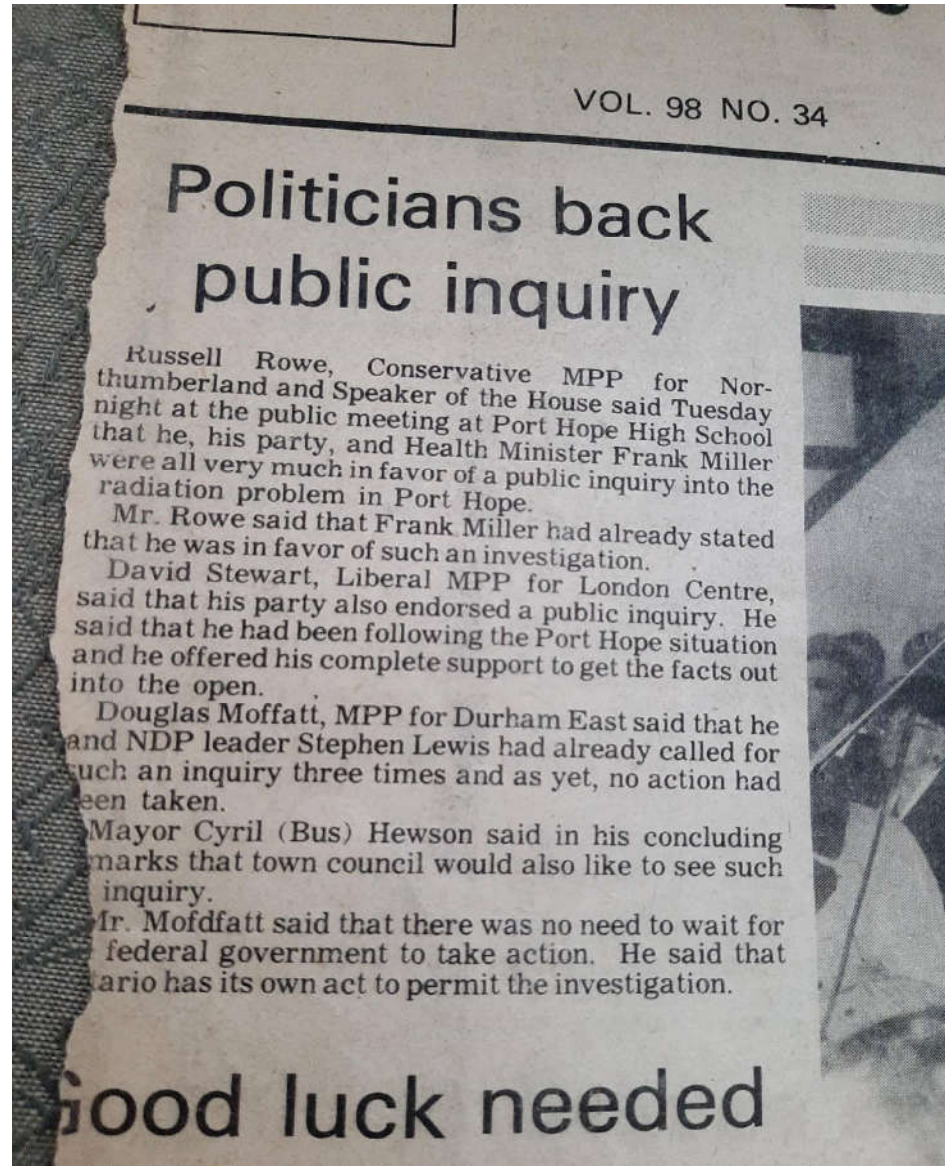 VOL. 98 NO. 34
Politicians back
public inquiry
Russell Rowe, Conservative MPP for Nor-
thumberland and Speaker of the House said Tuesday
night at the public meeting at Port Hope High School
that he, his party, and Health Minister Frank Miller
were all very much in favor of a public inquiry into the
radiation problem in Port Hope.
Mr. Rowe said that Frank Miller had already stated
that he was in favor of such an investigation.
David Stewart, Liberal MPP for London Centre,
said that his party also endorsed a public inquiry. He
said that he had been following the Port Hope situation
and he offered his complete support to get the facts out
into the open.
Douglas Moffatt, MPP for Durham East said that he
and NDP leader Stephen Lewis had already called for
uch an inquiry three times and as yet, no action had
een taken.
Mayor Cyril (Bus) Hewson said in his concluding
marks that town council would also like to see such
inquiry.
Mr. Mofdfatt said that there was no need to wait for
federal government to take action. He said that
tario has its own act to permit the investigation.
Good luck needed